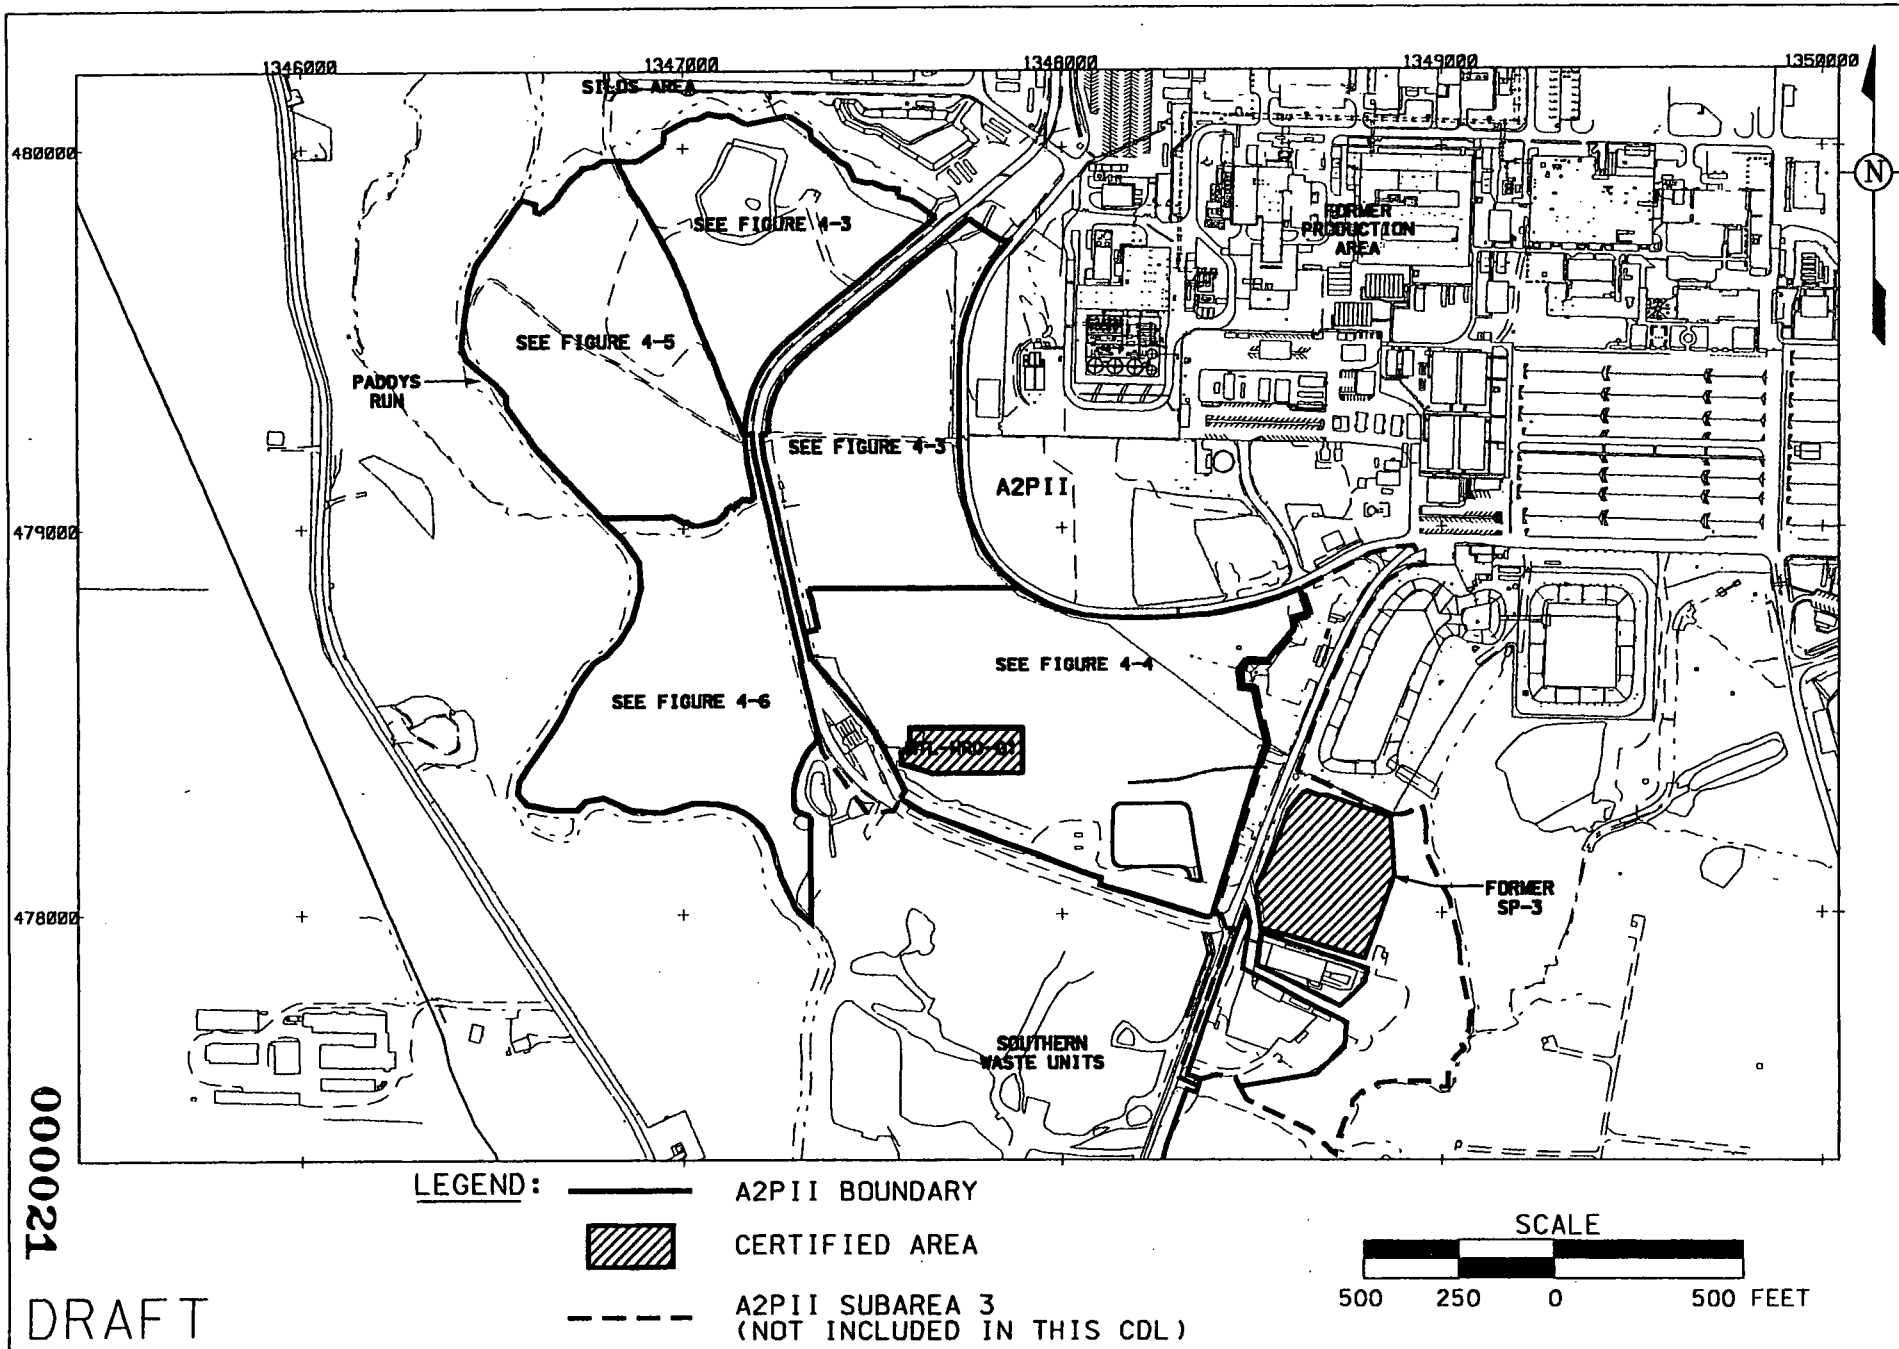 1346000
1347000
1348000
1349000
1350000
SILOS AREA
480000
N
SEE FIGURE 4-3
FORMER
PRODUCTION
AREA
SEE FIGURE 4-5
PADDYS
RUN
SEE FIGURE 4-3
A2PII
479000
SEE FIGURE 4-4
SEE FIGURE 4-6
FORMER
SP-3
478000
SOUTHERN
WASTE UNITS
000021
LEGEND:
A2PII BOUNDARY
CERTIFIED AREA
A2PII SUBAREA 3
(NOT INCLUDED IN THIS CDL)
SCALE
500 250 0 500 FEET
DRAFT